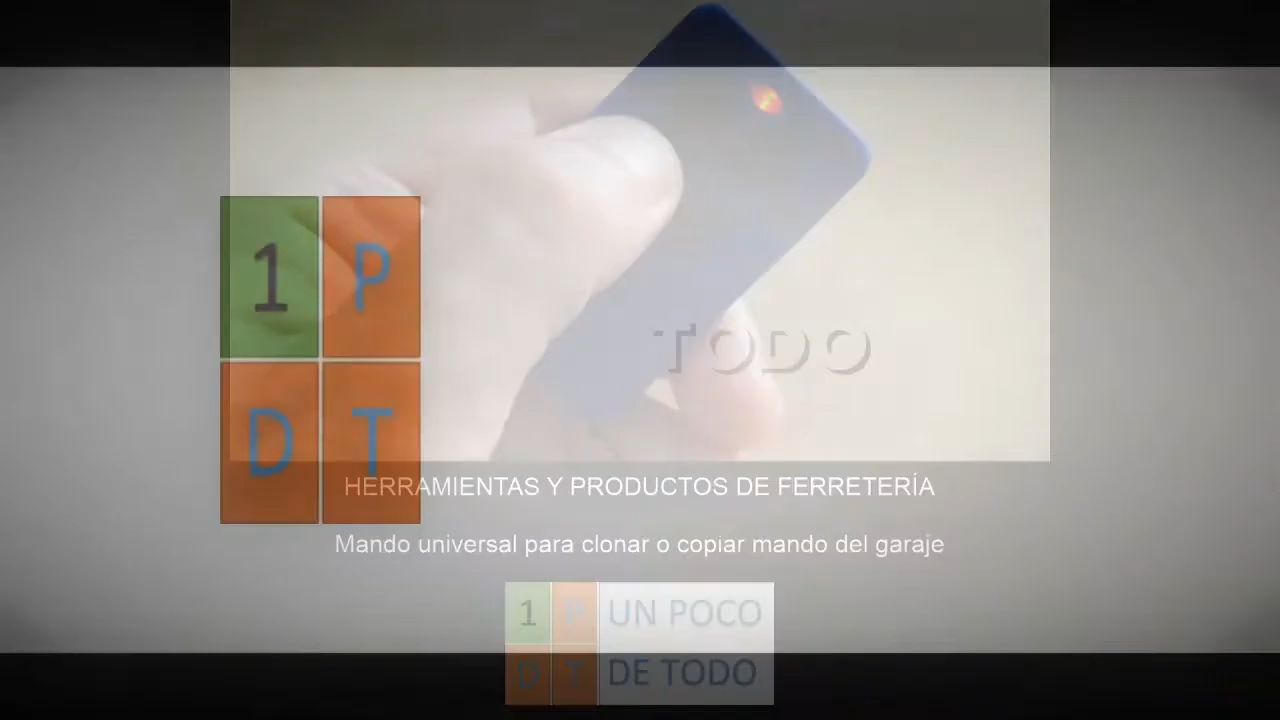 1 P
D T
TODO
HERRAMIENTAS Y PRODUCTOS DE FERRETERÍA
Mando universal para clonar o copiar mando del garaje
1 P UN POCO
D T DE TODO